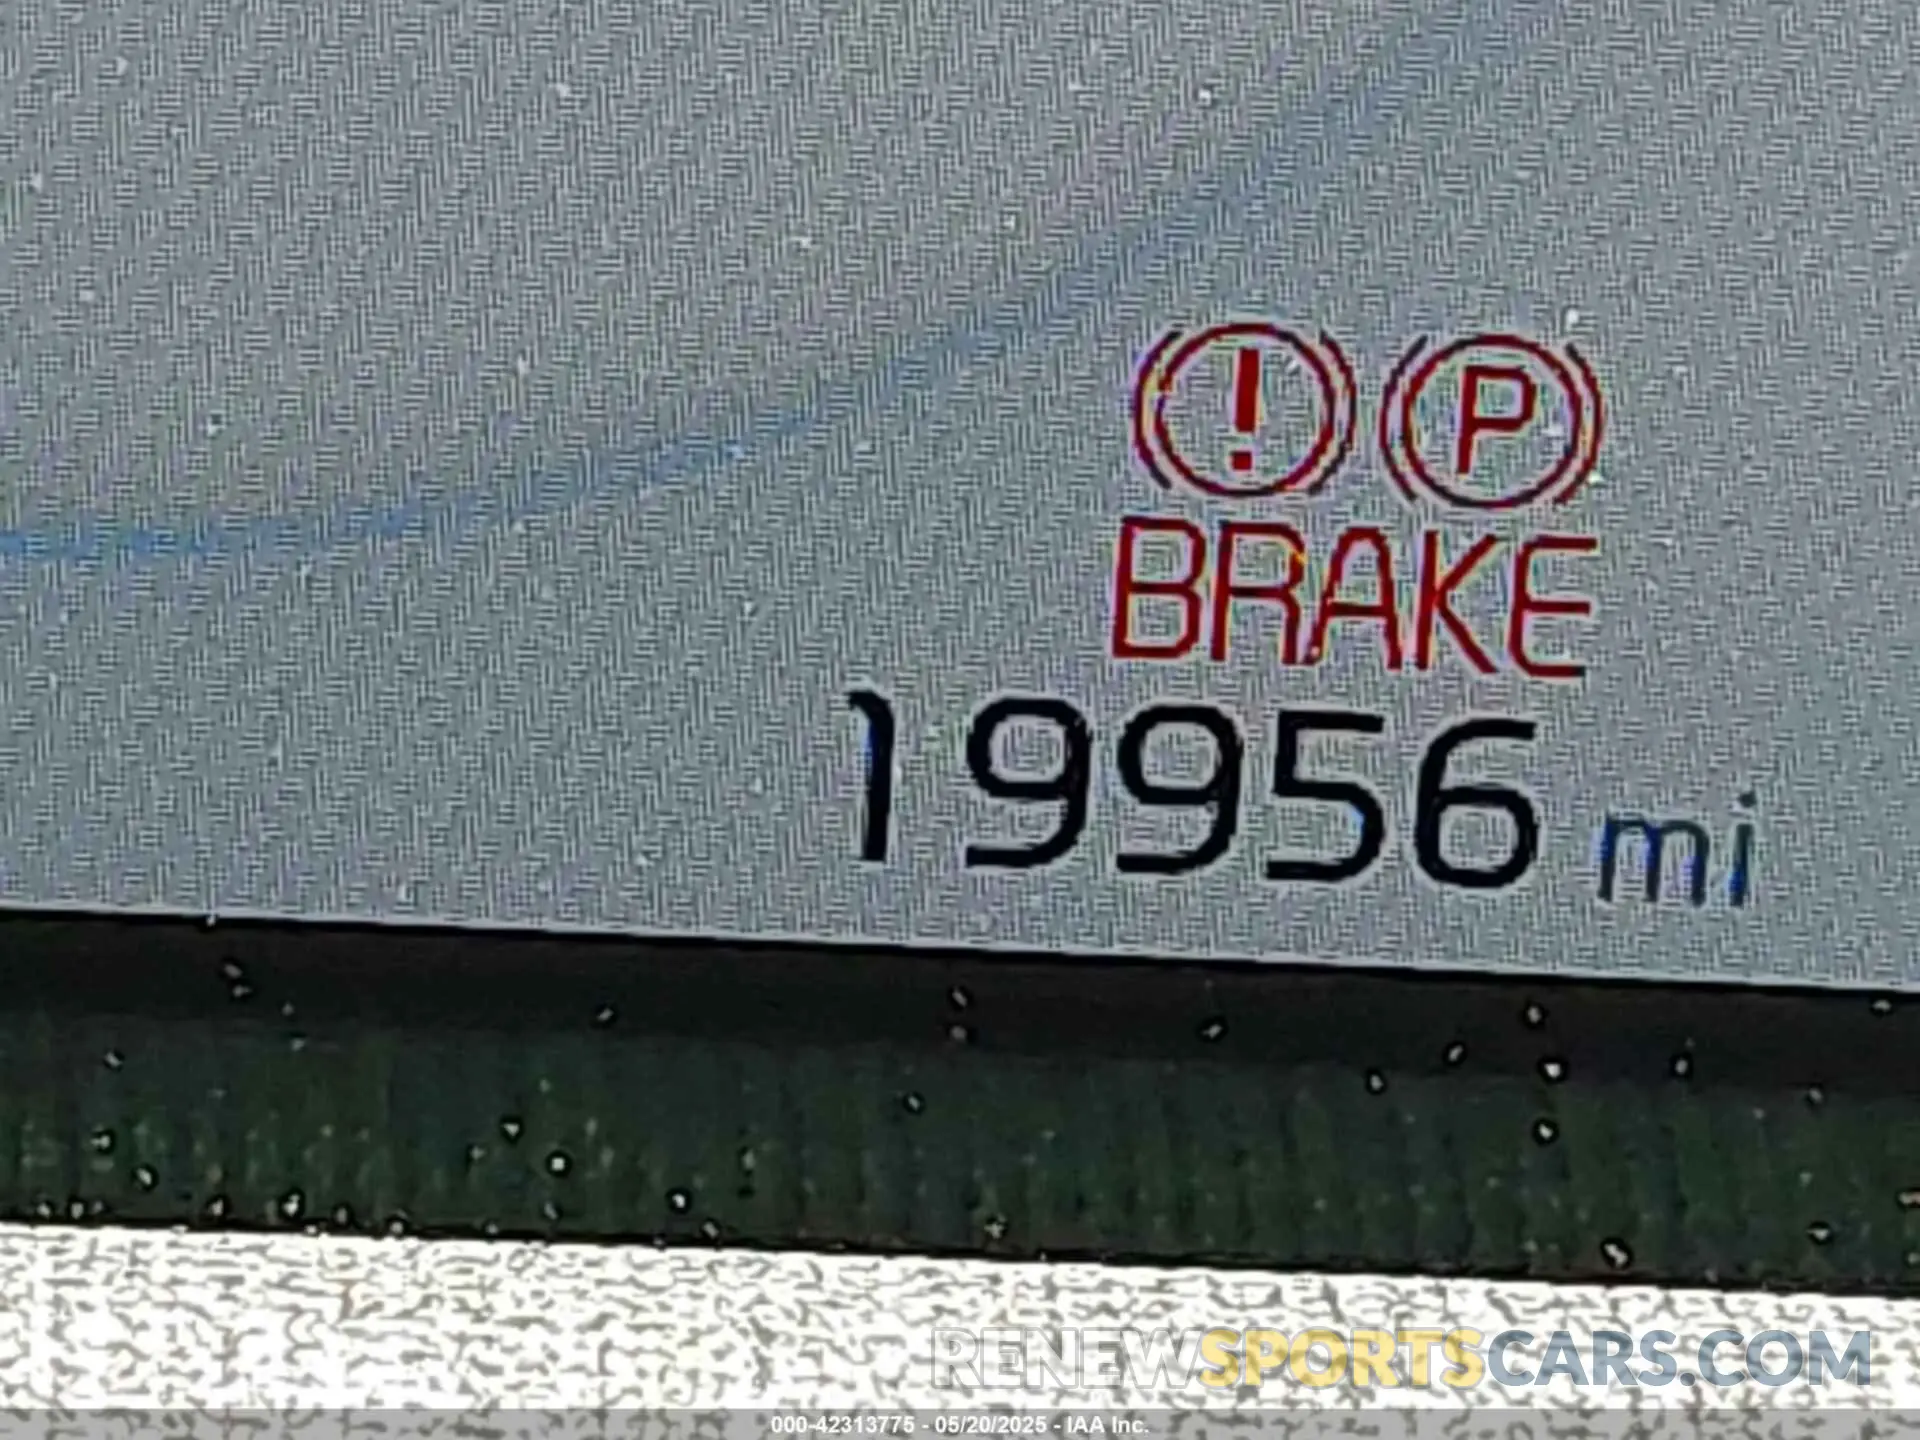 ! P
BRAKE
19956 mi
RENEWSPORTSCARS.COM
000-42313775 - 05/20/2025 - IAA Inc.